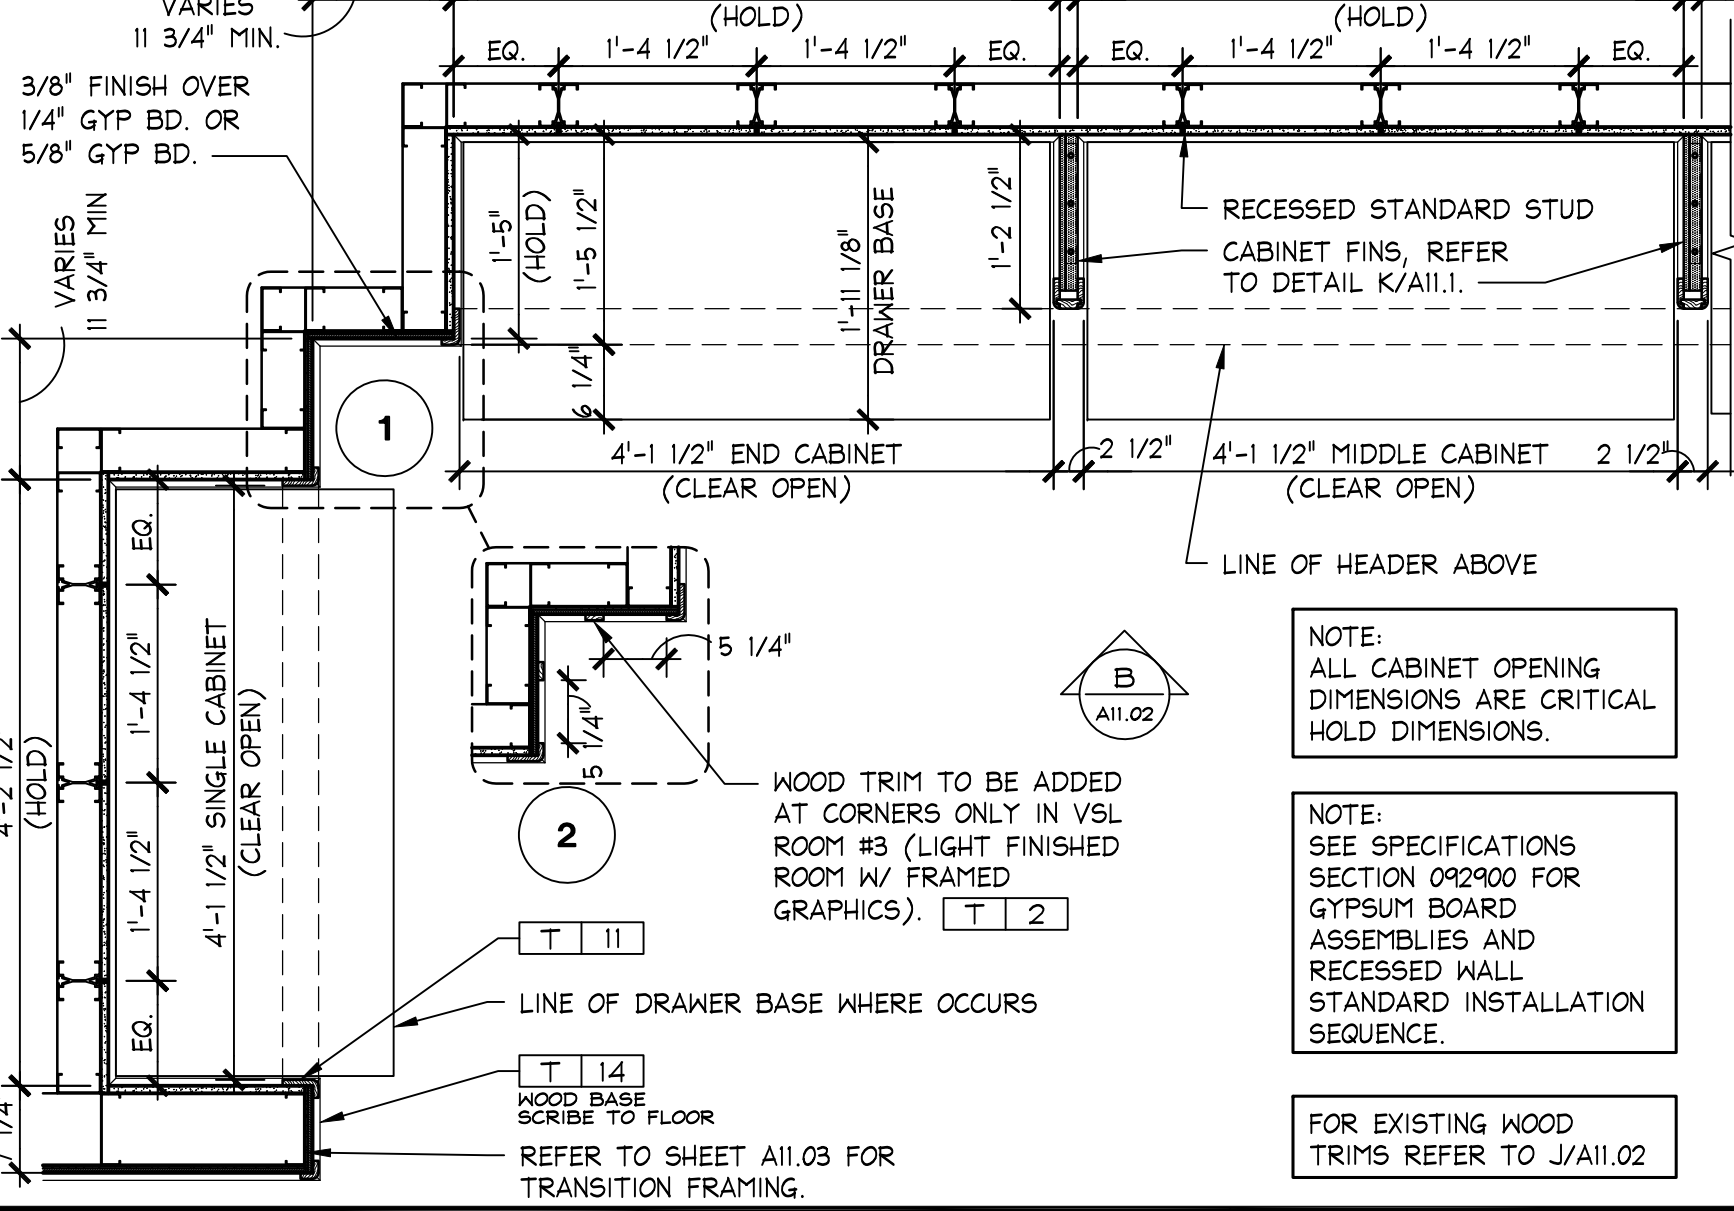 VARIES
11 3/4" MIN.
(HOLD)
(HOLD)
EQ.
1'-4 1/2"
1'-4 1/2"
EQ.
EQ.
1'-4 1/2"
1'-4 1/2"
EQ.
3/8" FINISH OVER
1/4" GYP BD. OR
5/8" GYP BD.
VARIES
11 3/4" MIN
1'-5"
(HOLD)
1'-5 1/2"
6 1/4"
1'-11 1/8"
DRAWER BASE
1'-2 1/2"
RECESSED STANDARD STUD
CABINET FINS, REFER
TO DETAIL K/A11.1.
1
4'-1 1/2" END CABINET
(CLEAR OPEN)
2 1/2"
4'-1 1/2" MIDDLE CABINET
(CLEAR OPEN)
2 1/2"
LINE OF HEADER ABOVE
EQ.
1'-4 1/2"
1'-4 1/2"
EQ.
4'-1 1/2" SINGLE CABINET
(CLEAR OPEN)
4'-2 1/2
(HOLD)
1/4
5 1/4"
5 1/4"
2
B
A11.02
WOOD TRIM TO BE ADDED
AT CORNERS ONLY IN VSL
ROOM #3 (LIGHT FINISHED
ROOM W/ FRAMED
GRAPHICS). T 2
T 11
LINE OF DRAWER BASE WHERE OCCURS
T 14
WOOD BASE
SCRIBE TO FLOOR
REFER TO SHEET A11.03 FOR
TRANSITION FRAMING.
NOTE:
ALL CABINET OPENING
DIMENSIONS ARE CRITICAL
HOLD DIMENSIONS.
NOTE:
SEE SPECIFICATIONS
SECTION 092900 FOR
GYPSUM BOARD
ASSEMBLIES AND
RECESSED WALL
STANDARD INSTALLATION
SEQUENCE.
FOR EXISTING WOOD
TRIMS REFER TO J/A11.02